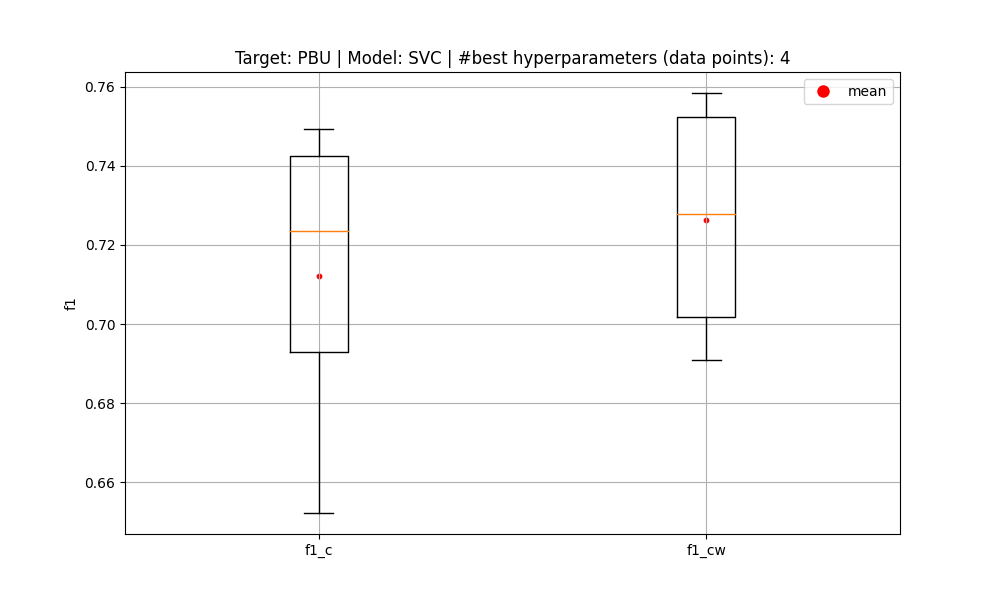 Target: PBU | Model: SVC | #best hyperparameters (data points): 4
mean
0.76
0.74
0.72
0.70
0.68
0.66
f1
f1_c
f1_cw